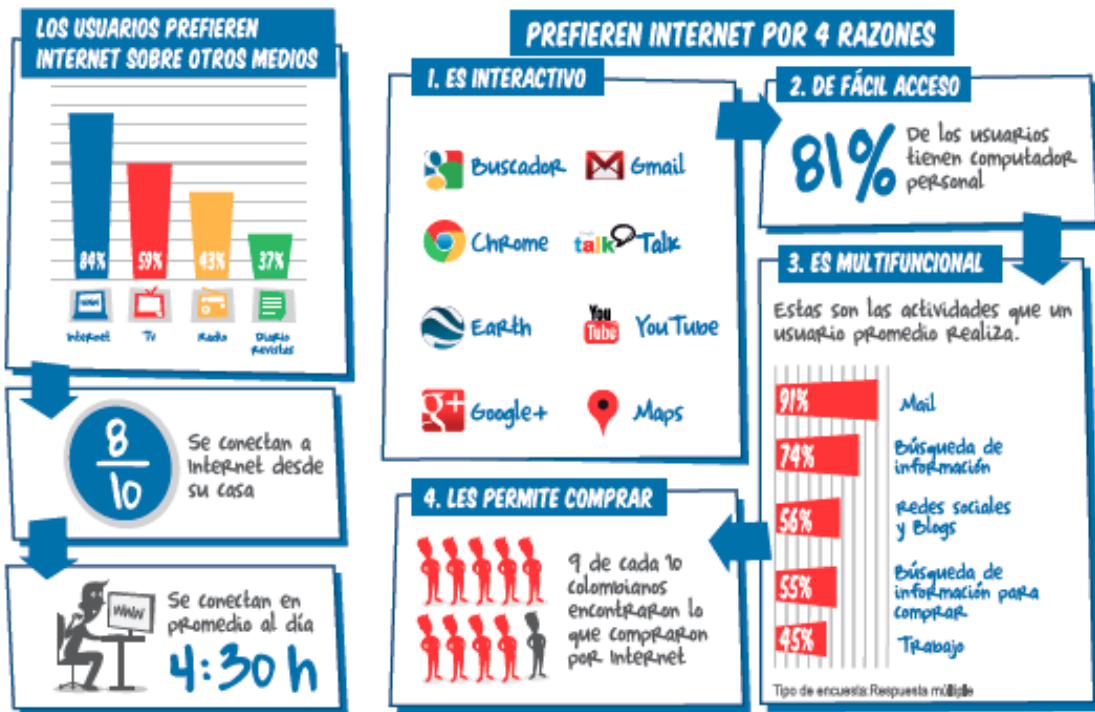 LOS USUARIOS PREFIEREN
INTERNET SOBRE OTROS MEDIOS
84%
59%
43%
37%
www
Internet
Tv
Radio
Diario
Revistas
8
10
Se conectan a
Internet desde
su casa
www
Se conectan en
promedio al día
4:30 h
PREFIEREN INTERNET POR 4 RAZONES
1. ES INTERACTIVO
Buscador
Gmail
Chrome
talk
Talk
Earth
You
Tube
YouTube
g+
Google+
Maps
2. DE FÁCIL ACCESO
81%
De los usuarios
tienen computador
personal
3. ES MULTIFUNCIONAL
Estas son las actividades que un
usuario promedio realiza.
91%
Mail
74%
Búsqueda de
información
56%
Redes sociales
y Blogs
55%
Búsqueda de
información para
comprar
45%
Trabajo
Tipo de encuesta:Respuesta múltiple
4. LES PERMITE COMPRAR
9 de cada 10
colombianos
encontraron lo
que compraron
por Internet